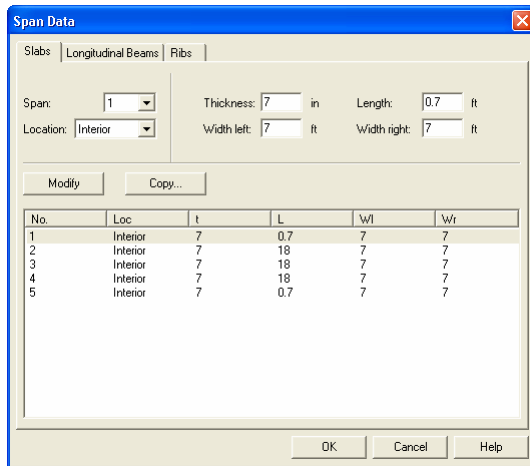 Span Data
Slabs Longitudinal Beams Ribs
Span: 1 Thickness: 7 in Length: 0.7 ft
Location: Interior Width left: 7 ft Width right: 7 ft
Modify Copy...
No. Loc t L Wl Wr
1 Interior 7 0.7 7 7
2 Interior 7 18 7 7
3 Interior 7 18 7 7
4 Interior 7 18 7 7
5 Interior 7 0.7 7 7
OK Cancel Help